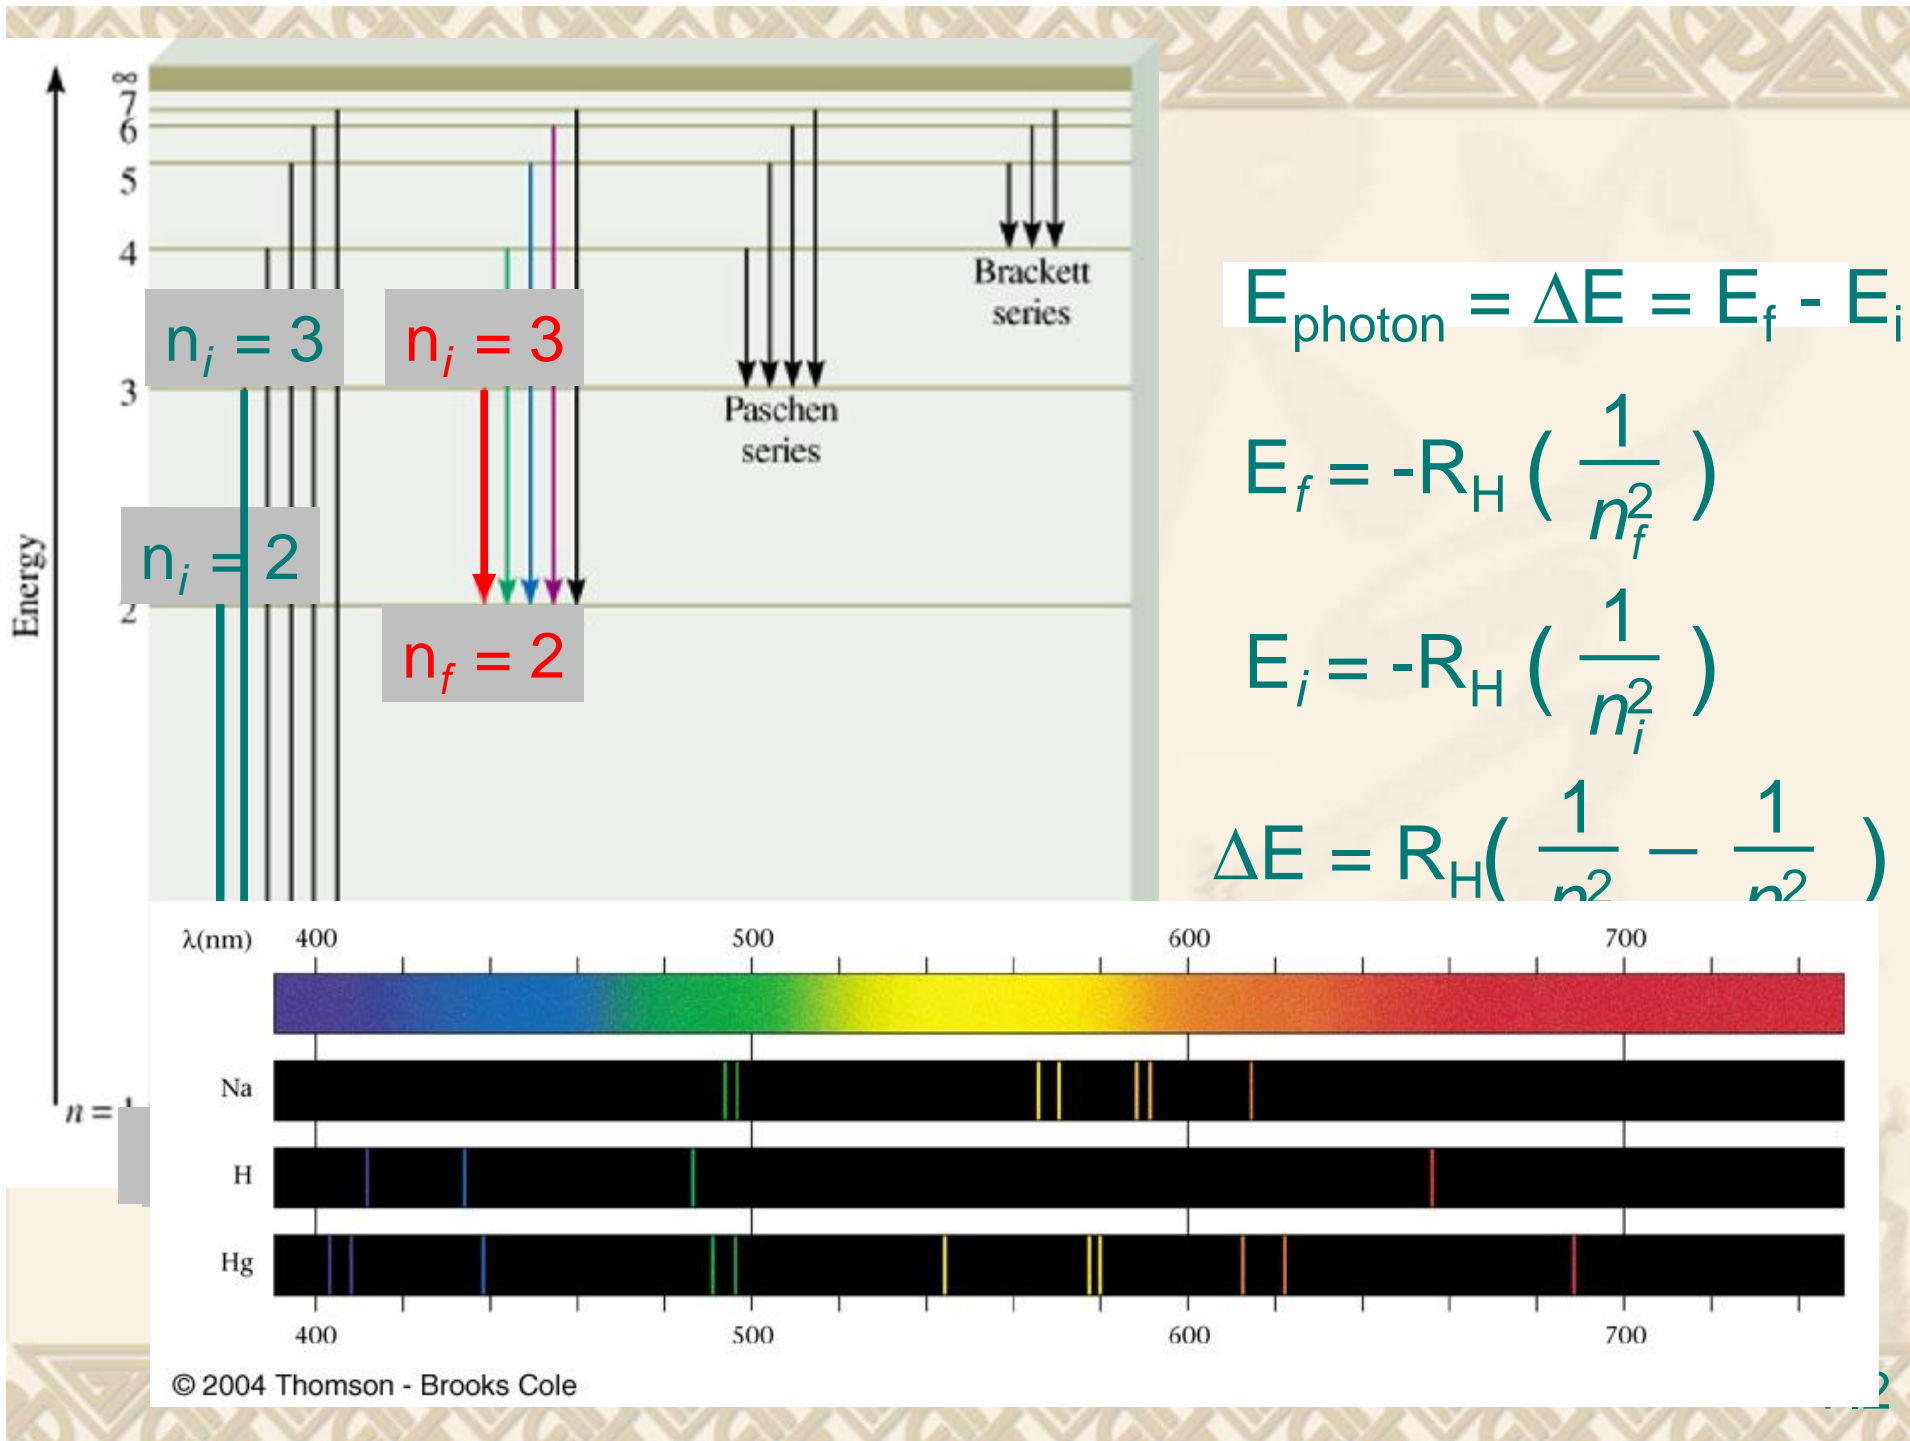 ∞
7
6
5
4
3
2
Energy
n =
n_i = 3
n_i = 3
n_i = 2
n_f = 2
Paschen
series
Brackett
series
E_photon = ΔE = E_f - E_i
E_f = -R_H ( 1/n_f^2 )
E_i = -R_H ( 1/n_i^2 )
ΔE = R_H( 1/n^2 − 1/n^2 )
λ(nm) 400 500 600 700
Na
H
Hg
400 500 600 700
© 2004 Thomson - Brooks Cole